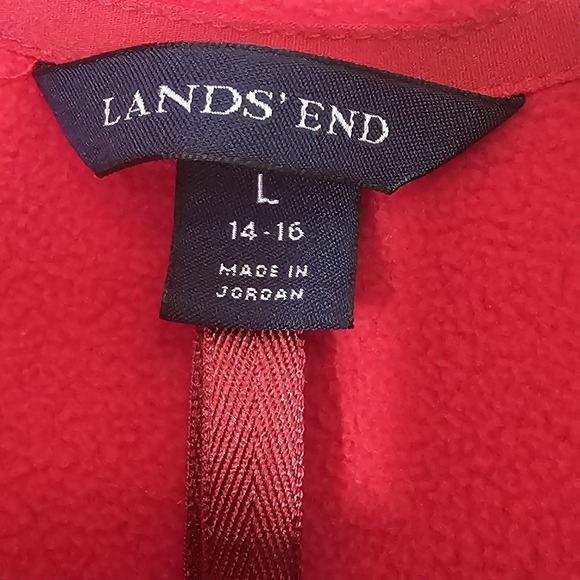 LANDS' END
L
14-16
MADE IN
JORDAN